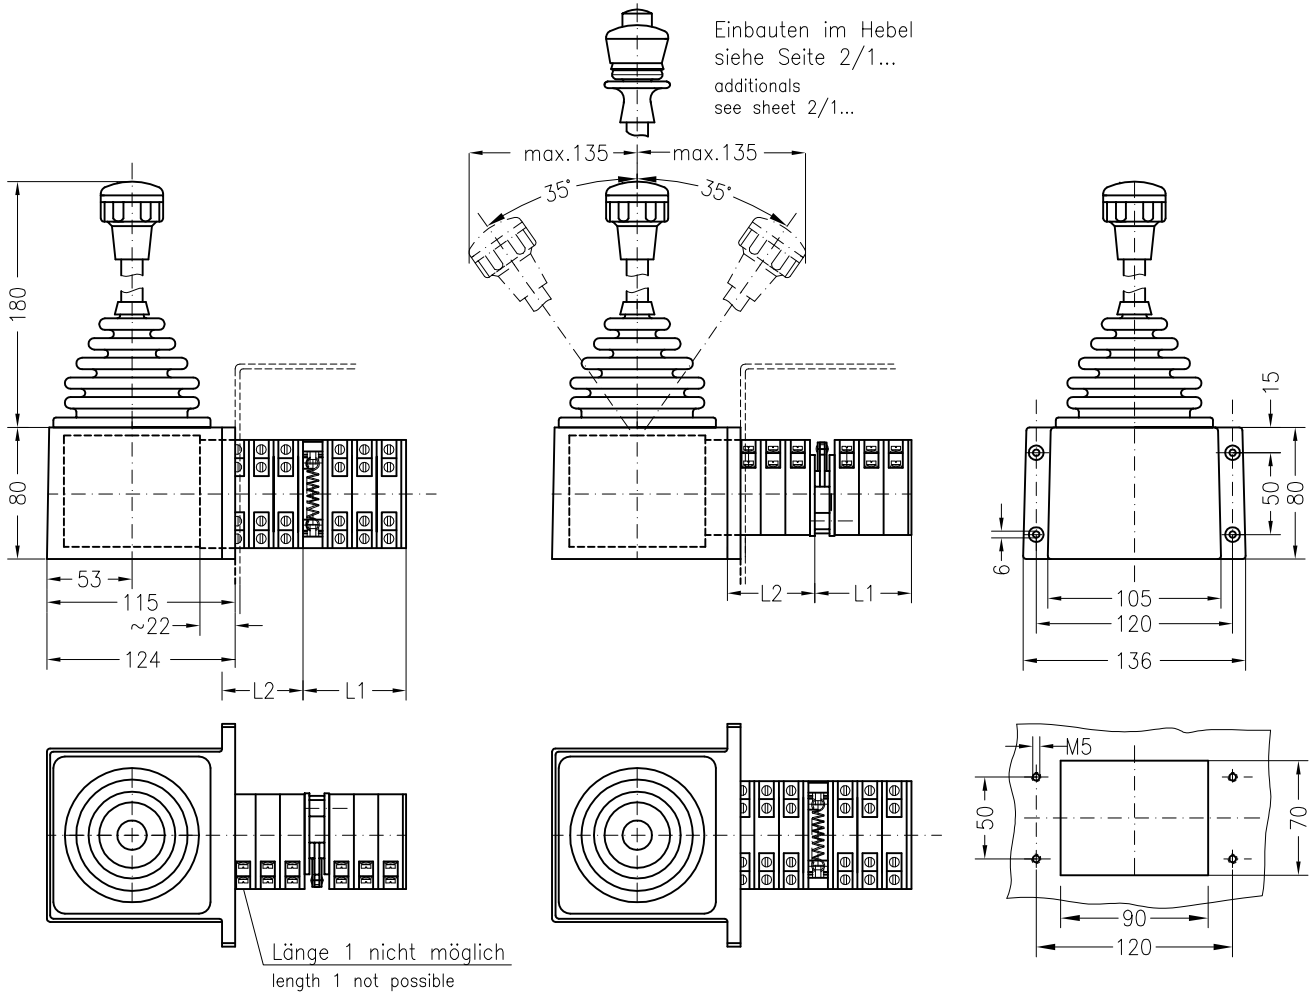 Einbauten im Hebel
siehe Seite 2/1...
additionals
see sheet 2/1...
max.135
max.135
35°
35°
180
80
53
115
~22
124
L2
L1
L2
L1
15
50
80
6
105
120
136
M5
50
70
90
120
Länge 1 nicht möglich
length 1 not possible